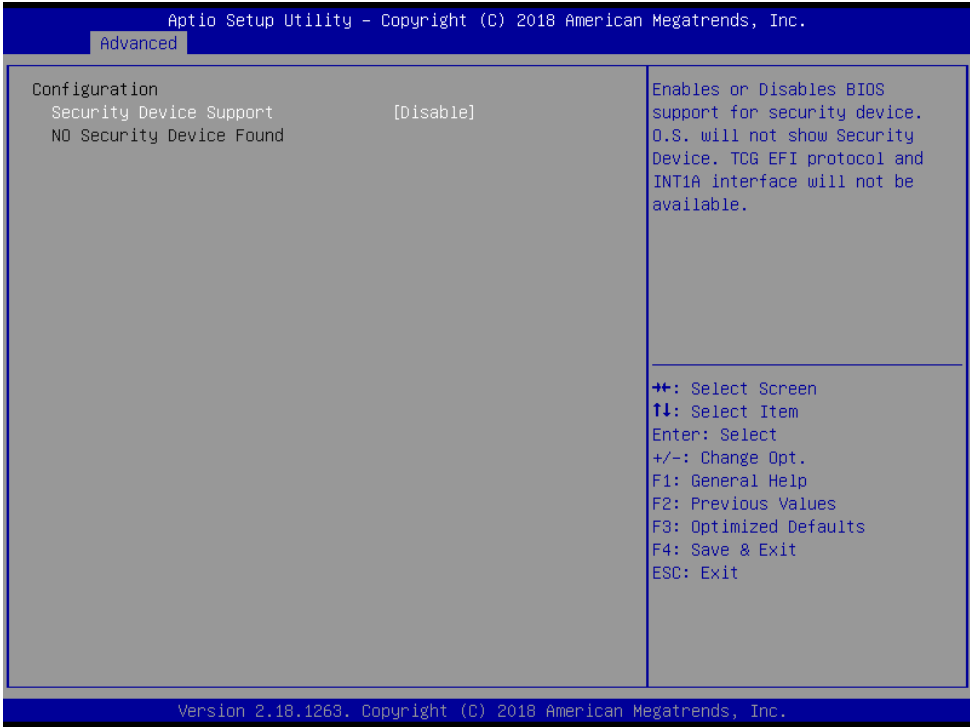 Aptio Setup Utility – Copyright (C) 2018 American Megatrends, Inc.
Advanced
Configuration
Security Device Support [Disable]
NO Security Device Found
Enables or Disables BIOS
support for security device.
O.S. will not show Security
Device. TCG EFI protocol and
INT1A interface will not be
available.
→←: Select Screen
↑↓: Select Item
Enter: Select
+/-: Change Opt.
F1: General Help
F2: Previous Values
F3: Optimized Defaults
F4: Save & Exit
ESC: Exit
Version 2.18.1263. Copyright (C) 2018 American Megatrends, Inc.